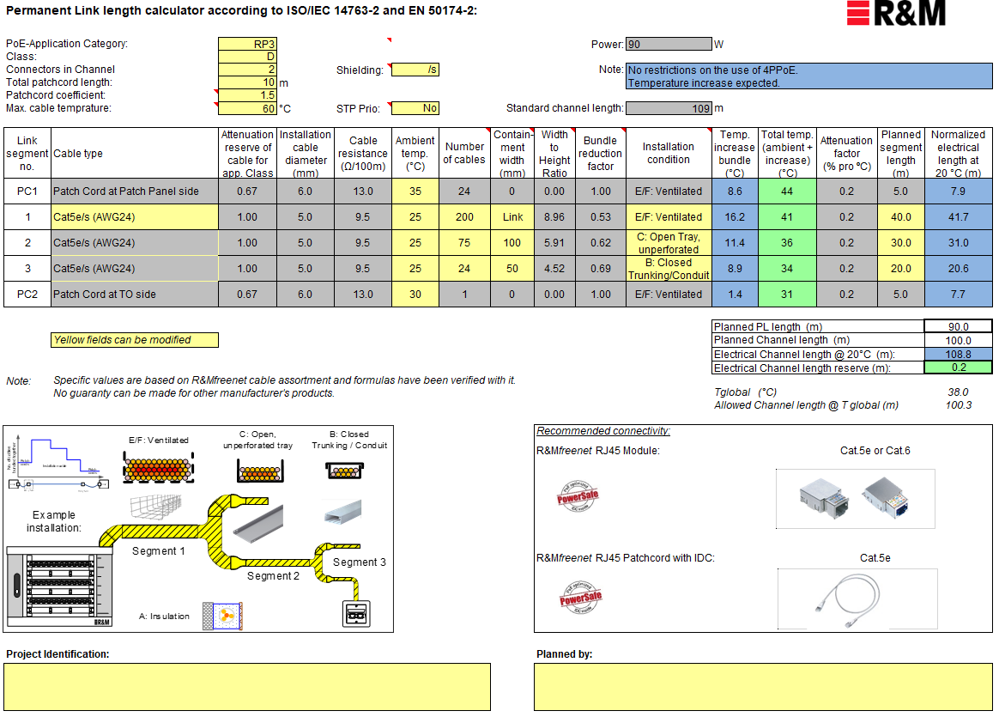 Permanent Link length calculator according to ISO/IEC 14763-2 and EN 50174-2:
R&M
PoE-Application Category: RP3 Power: 90 W
Class: D
Connectors in Channel 2 Shielding: /s Note: No restrictions on the use of 4PPoE.
Total patchcord length: 10 m Temperature increase expected.
Patchcord coefficient: 1.5
Max. cable temprature: 60 °C STP Prio: No Standard channel length: 109 m
Link segment no. Cable type Attenuation reserve of cable for app. Class Installation cable diameter (mm) Cable resistance (Ω/100m) Ambient temp. (°C) Number of cables Contain-ment width (mm) Width to Height Ratio Bundle reduction factor Installation condition Temp. increase bundle (°C) Total temp. (ambient + increase) (°C) Attenuation factor (% pro °C) Planned segment length (m) Normalized electrical length at 20 °C (m)
PC1 Patch Cord at Patch Panel side 0.67 6.0 13.0 35 24 0 0.00 1.00 E/F: Ventilated 8.6 44 0.2 5.0 7.9
1 Cat5e/s (AWG24) 1.00 5.0 9.5 25 200 Link 8.96 0.53 E/F: Ventilated 16.2 41 0.2 40.0 41.7
2 Cat5e/s (AWG24) 1.00 5.0 9.5 25 75 100 5.91 0.62 C: Open Tray, unperforated 11.4 36 0.2 30.0 31.0
3 Cat5e/s (AWG24) 1.00 5.0 9.5 25 24 50 4.52 0.69 B: Closed Trunking/Conduit 8.9 34 0.2 20.0 20.6
PC2 Patch Cord at TO side 0.67 6.0 13.0 30 1 0 0.00 1.00 E/F: Ventilated 1.4 31 0.2 5.0 7.7
Yellow fields can be modified
Planned PL length (m) 90.0
Planned Channel length (m) 100.0
Electrical Channel length @ 20°C (m): 108.8
Electrical Channel length reserve (m): 0.2
Note: Specific values are based on R&Mfreenet cable assortment and formulas have been verified with it.
No guaranty can be made for other manufacturer's products.
Tglobal (°C) 38.0
Allowed Channel length @ T global (m) 100.3
E/F: Ventilated
C: Open,
unperforated tray
B: Closed
Trunking / Conduit
Example
installation:
Segment 1
Segment 2
Segment 3
A: Insulation
R&M
Recommended connectivity:
R&Mfreenet RJ45 Module: Cat.5e or Cat.6
PoE optimized
PowerSafe
IDC inside
R&Mfreenet RJ45 Patchcord with IDC: Cat.5e
PoE optimized
PowerSafe
IDC inside
Project Identification:
Planned by: